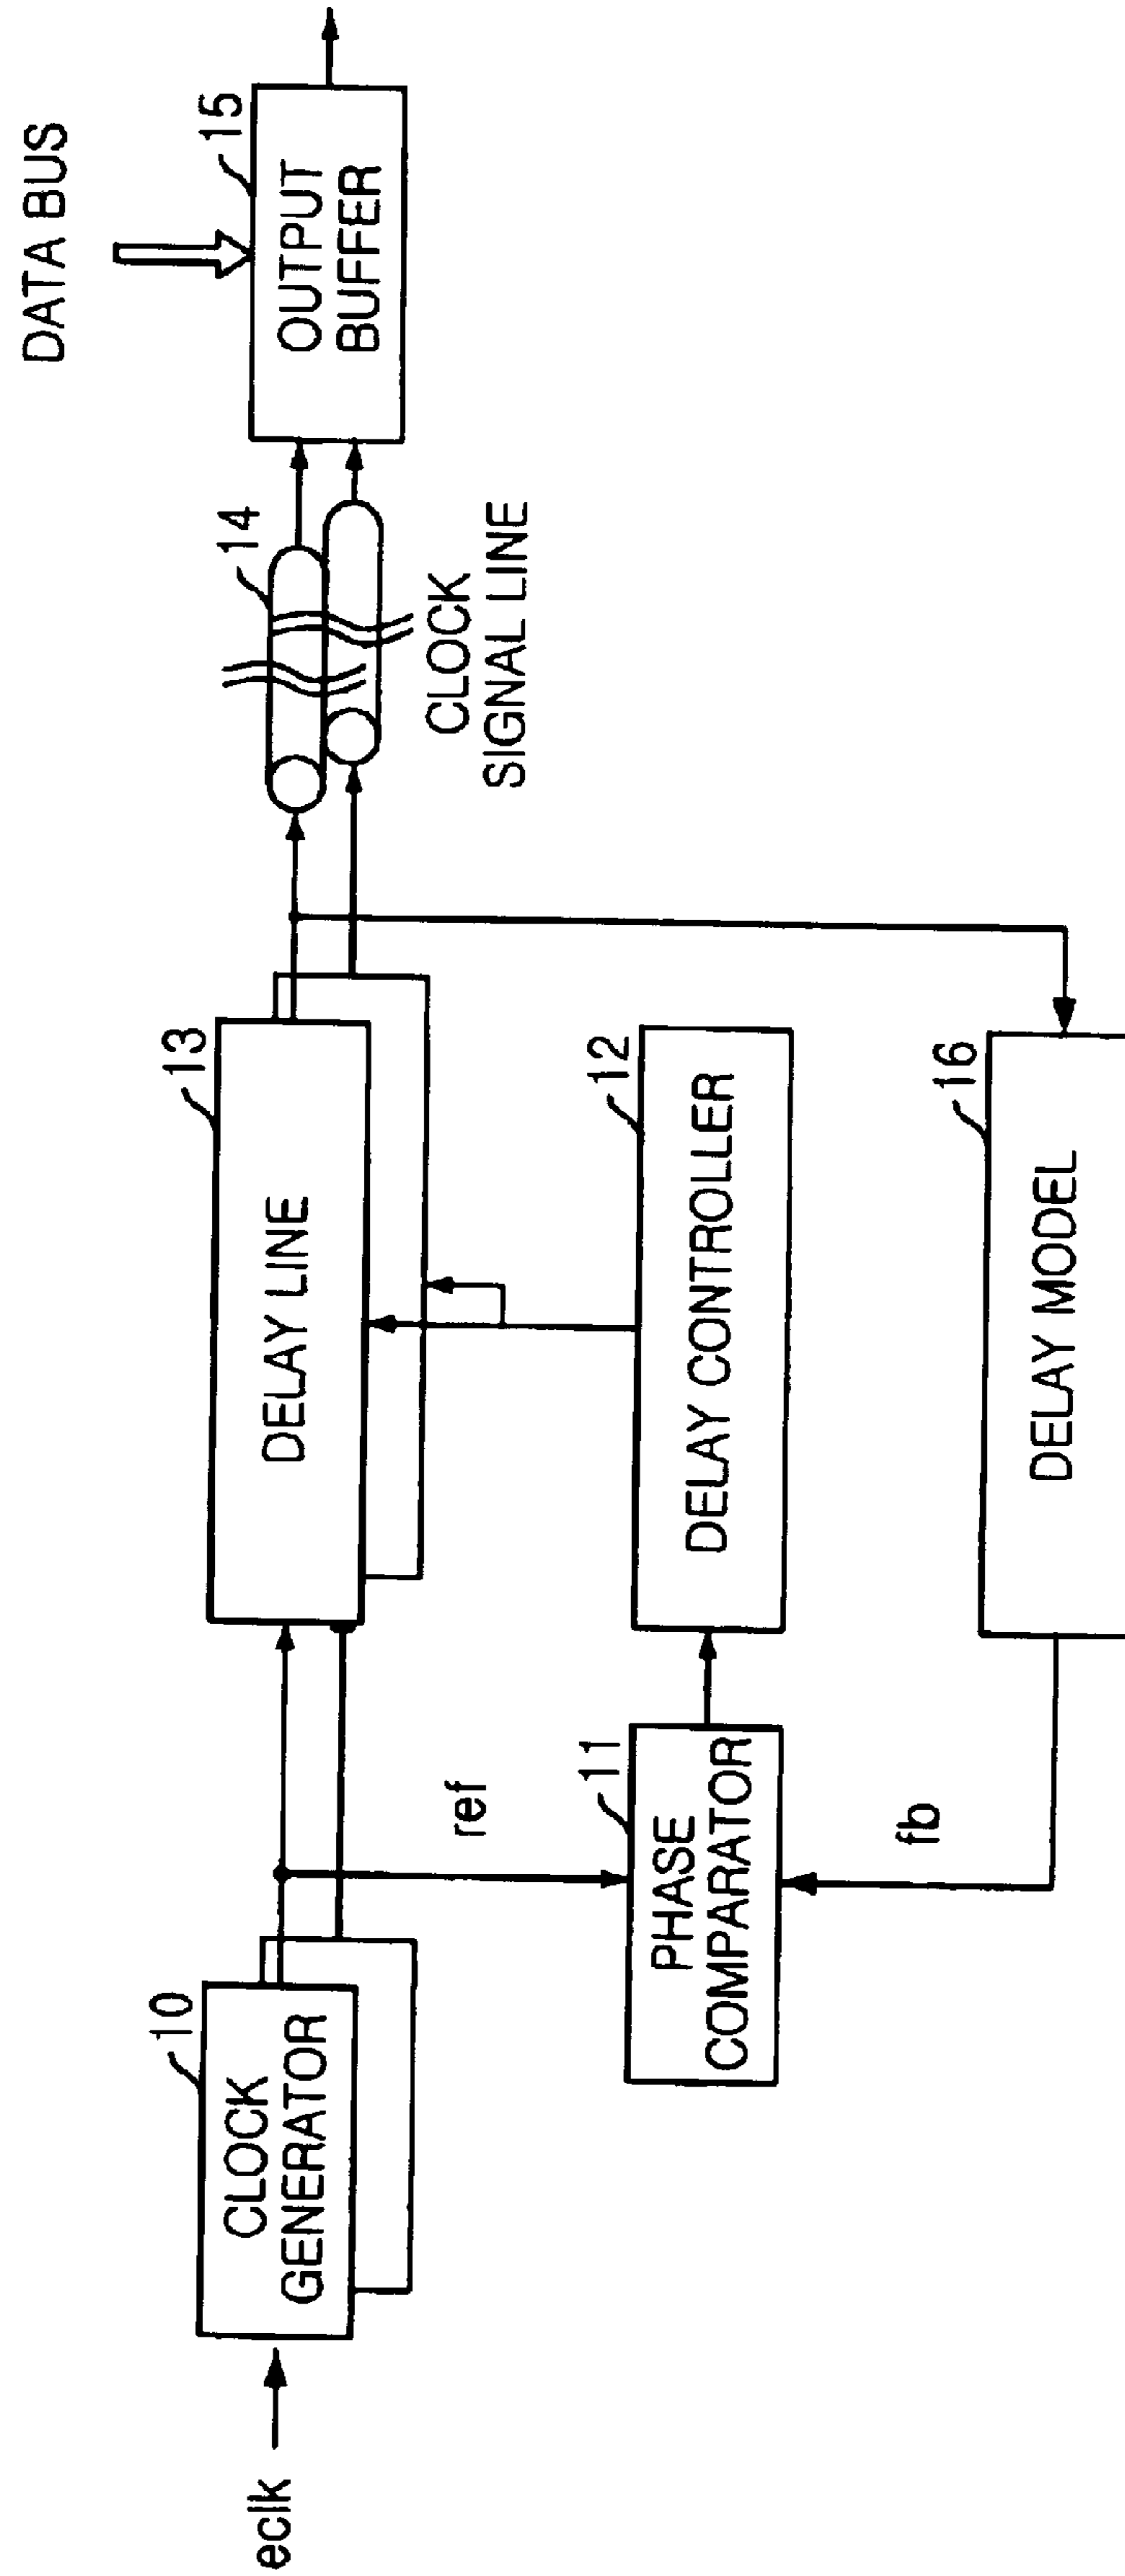 eclk
10
CLOCK
GENERATOR
13
DELAY LINE
14
CLOCK
SIGNAL LINE
DATA BUS
15
OUTPUT
BUFFER
ref
11
PHASE
COMPARATOR
12
DELAY CONTROLLER
fb
16
DELAY MODEL